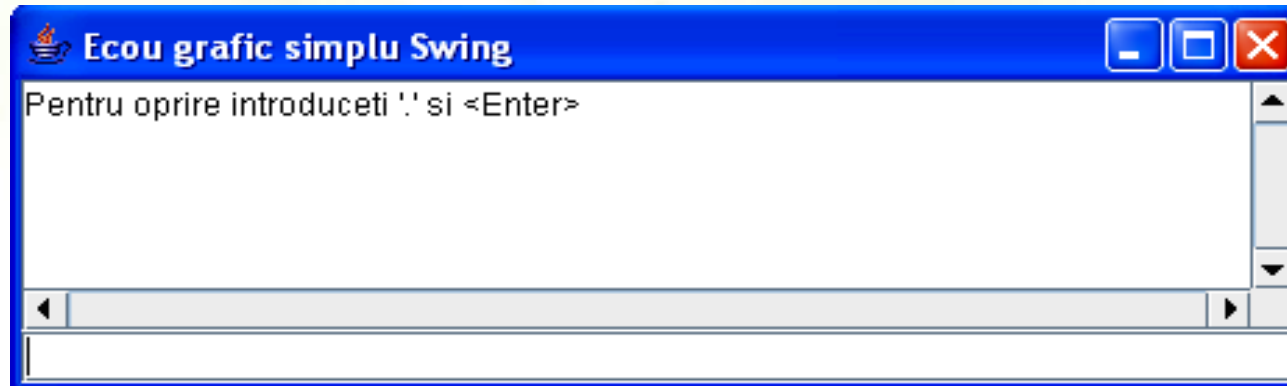 Ecou grafic simplu Swing
Pentru oprire introduceti '.' si <Enter>